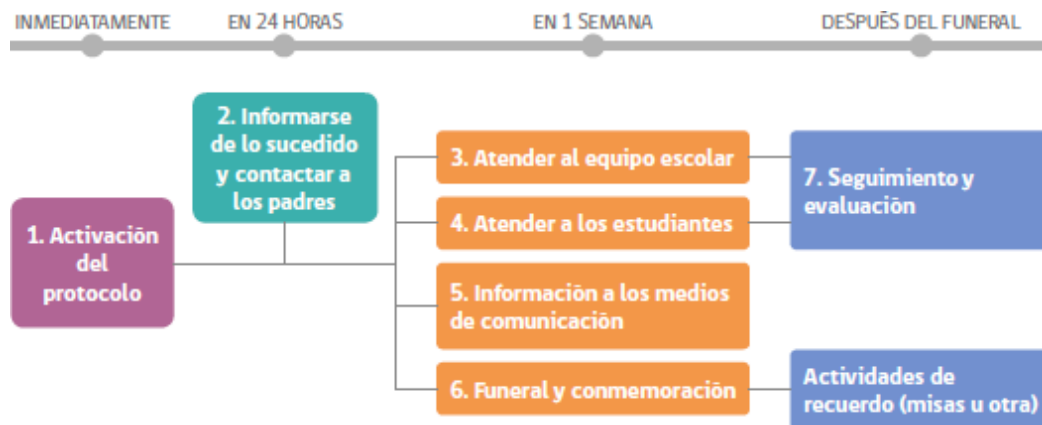 INMEDIATAMENTE
EN 24 HORAS
EN 1 SEMANA
DESPUÉS DEL FUNERAL
1. Activación
del
protocolo
2. Informarse
de lo sucedido
y contactar a
los padres
3. Atender al equipo escolar
4. Atender a los estudiantes
5. Información a los medios
de comunicación
6. Funeral y conmemoración
7. Seguimiento y
evaluación
Actividades de
recuerdo (misas u otra)